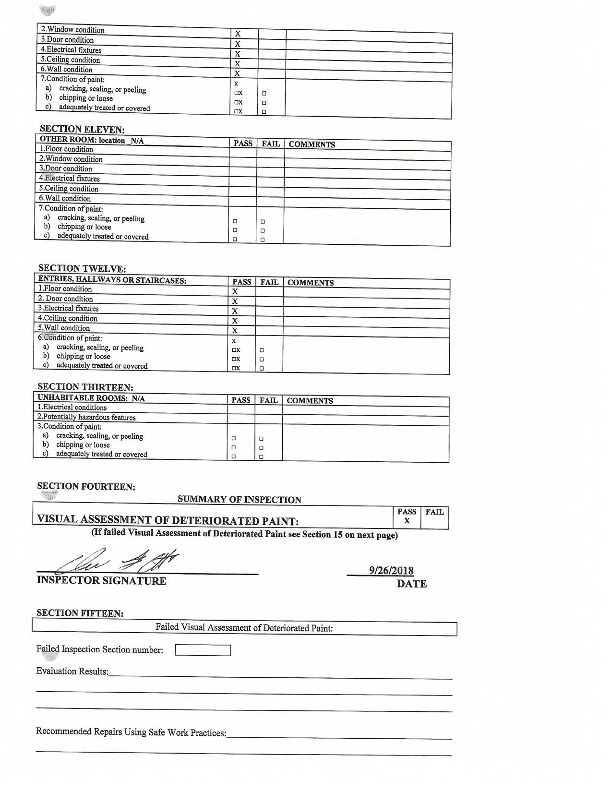 2.Window condition X
3.Door condition X
4.Electrical fixtures X
5.Ceiling condition X
6.Wall condition X
7.Condition of paint: X
a) cracking, scaling, or peeling □X □
b) chipping or loose □X □
c) adequately treated or covered □X □
SECTION ELEVEN:
OTHER ROOM: location N/A PASS FAIL COMMENTS
1.Floor condition
2.Window condition
3.Door condition
4.Electrical fixtures
5.Ceiling condition
6.Wall condition
7.Condition of paint:
a) cracking, scaling, or peeling □ □
b) chipping or loose □ □
c) adequately treated or covered □ □
SECTION TWELVE:
ENTRIES, HALLWAYS OR STAIRCASES: PASS FAIL COMMENTS
1.Floor condition X
2. Door condition X
3.Electrical fixtures X
4.Ceiling condition X
5.Wall condition X
6.Condition of paint: X
a) cracking, scaling, or peeling □X □
b) chipping or loose □X □
c) adequately treated or covered □X □
SECTION THIRTEEN:
UNHABITABLE ROOMS: N/A PASS FAIL COMMENTS
1.Electrical conditions
2.Potentially hazardous features
3.Condition of paint:
a) cracking, scaling, or peeling □ □
b) chipping or loose □ □
c) adequately treated or covered □ □
SECTION FOURTEEN:
SUMMARY OF INSPECTION
PASS FAIL
VISUAL ASSESSMENT OF DETERIORATED PAINT: X
(If failed Visual Assessment of Deteriorated Paint see Section 15 on next page)
9/26/2018
INSPECTOR SIGNATURE DATE
SECTION FIFTEEN:
Failed Visual Assessment of Deteriorated Paint:
Failed Inspection Section number:
Evaluation Results:
Recommended Repairs Using Safe Work Practices: